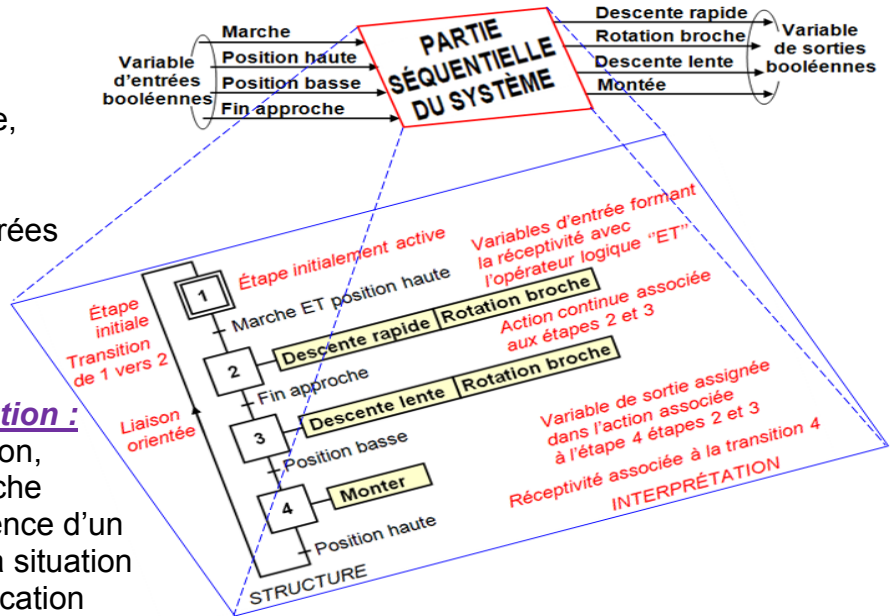 Marche
Position haute
Position basse
Fin approche
Variable
d'entrées
booléennes
PARTIE
SÉQUENTIELLE
DU SYSTÈME
Descente rapide
Rotation broche
Descente lente
Montée
Variable
de sorties
booléennes
e,
rées
tion :
on,
che
ence d'un
a situation
cation
Étape
initiale
Transition
de 1 vers 2
Liaison
orientée
1
Étape initialement active
Marche ET position haute
Variables d'entrée formant
la réceptivité avec
l'opérateur logique ‘'ET’'
2
Descente rapide
Rotation broche
Action continue associée
aux étapes 2 et 3
Fin approche
3
Descente lente
Rotation broche
Position basse
Variable de sortie assignée
dans l'action associée
à l'étape 4 étapes 2 et 3
4
Monter
Réceptivité associée à la transition 4
Position haute
INTERPRÉTATION
STRUCTURE